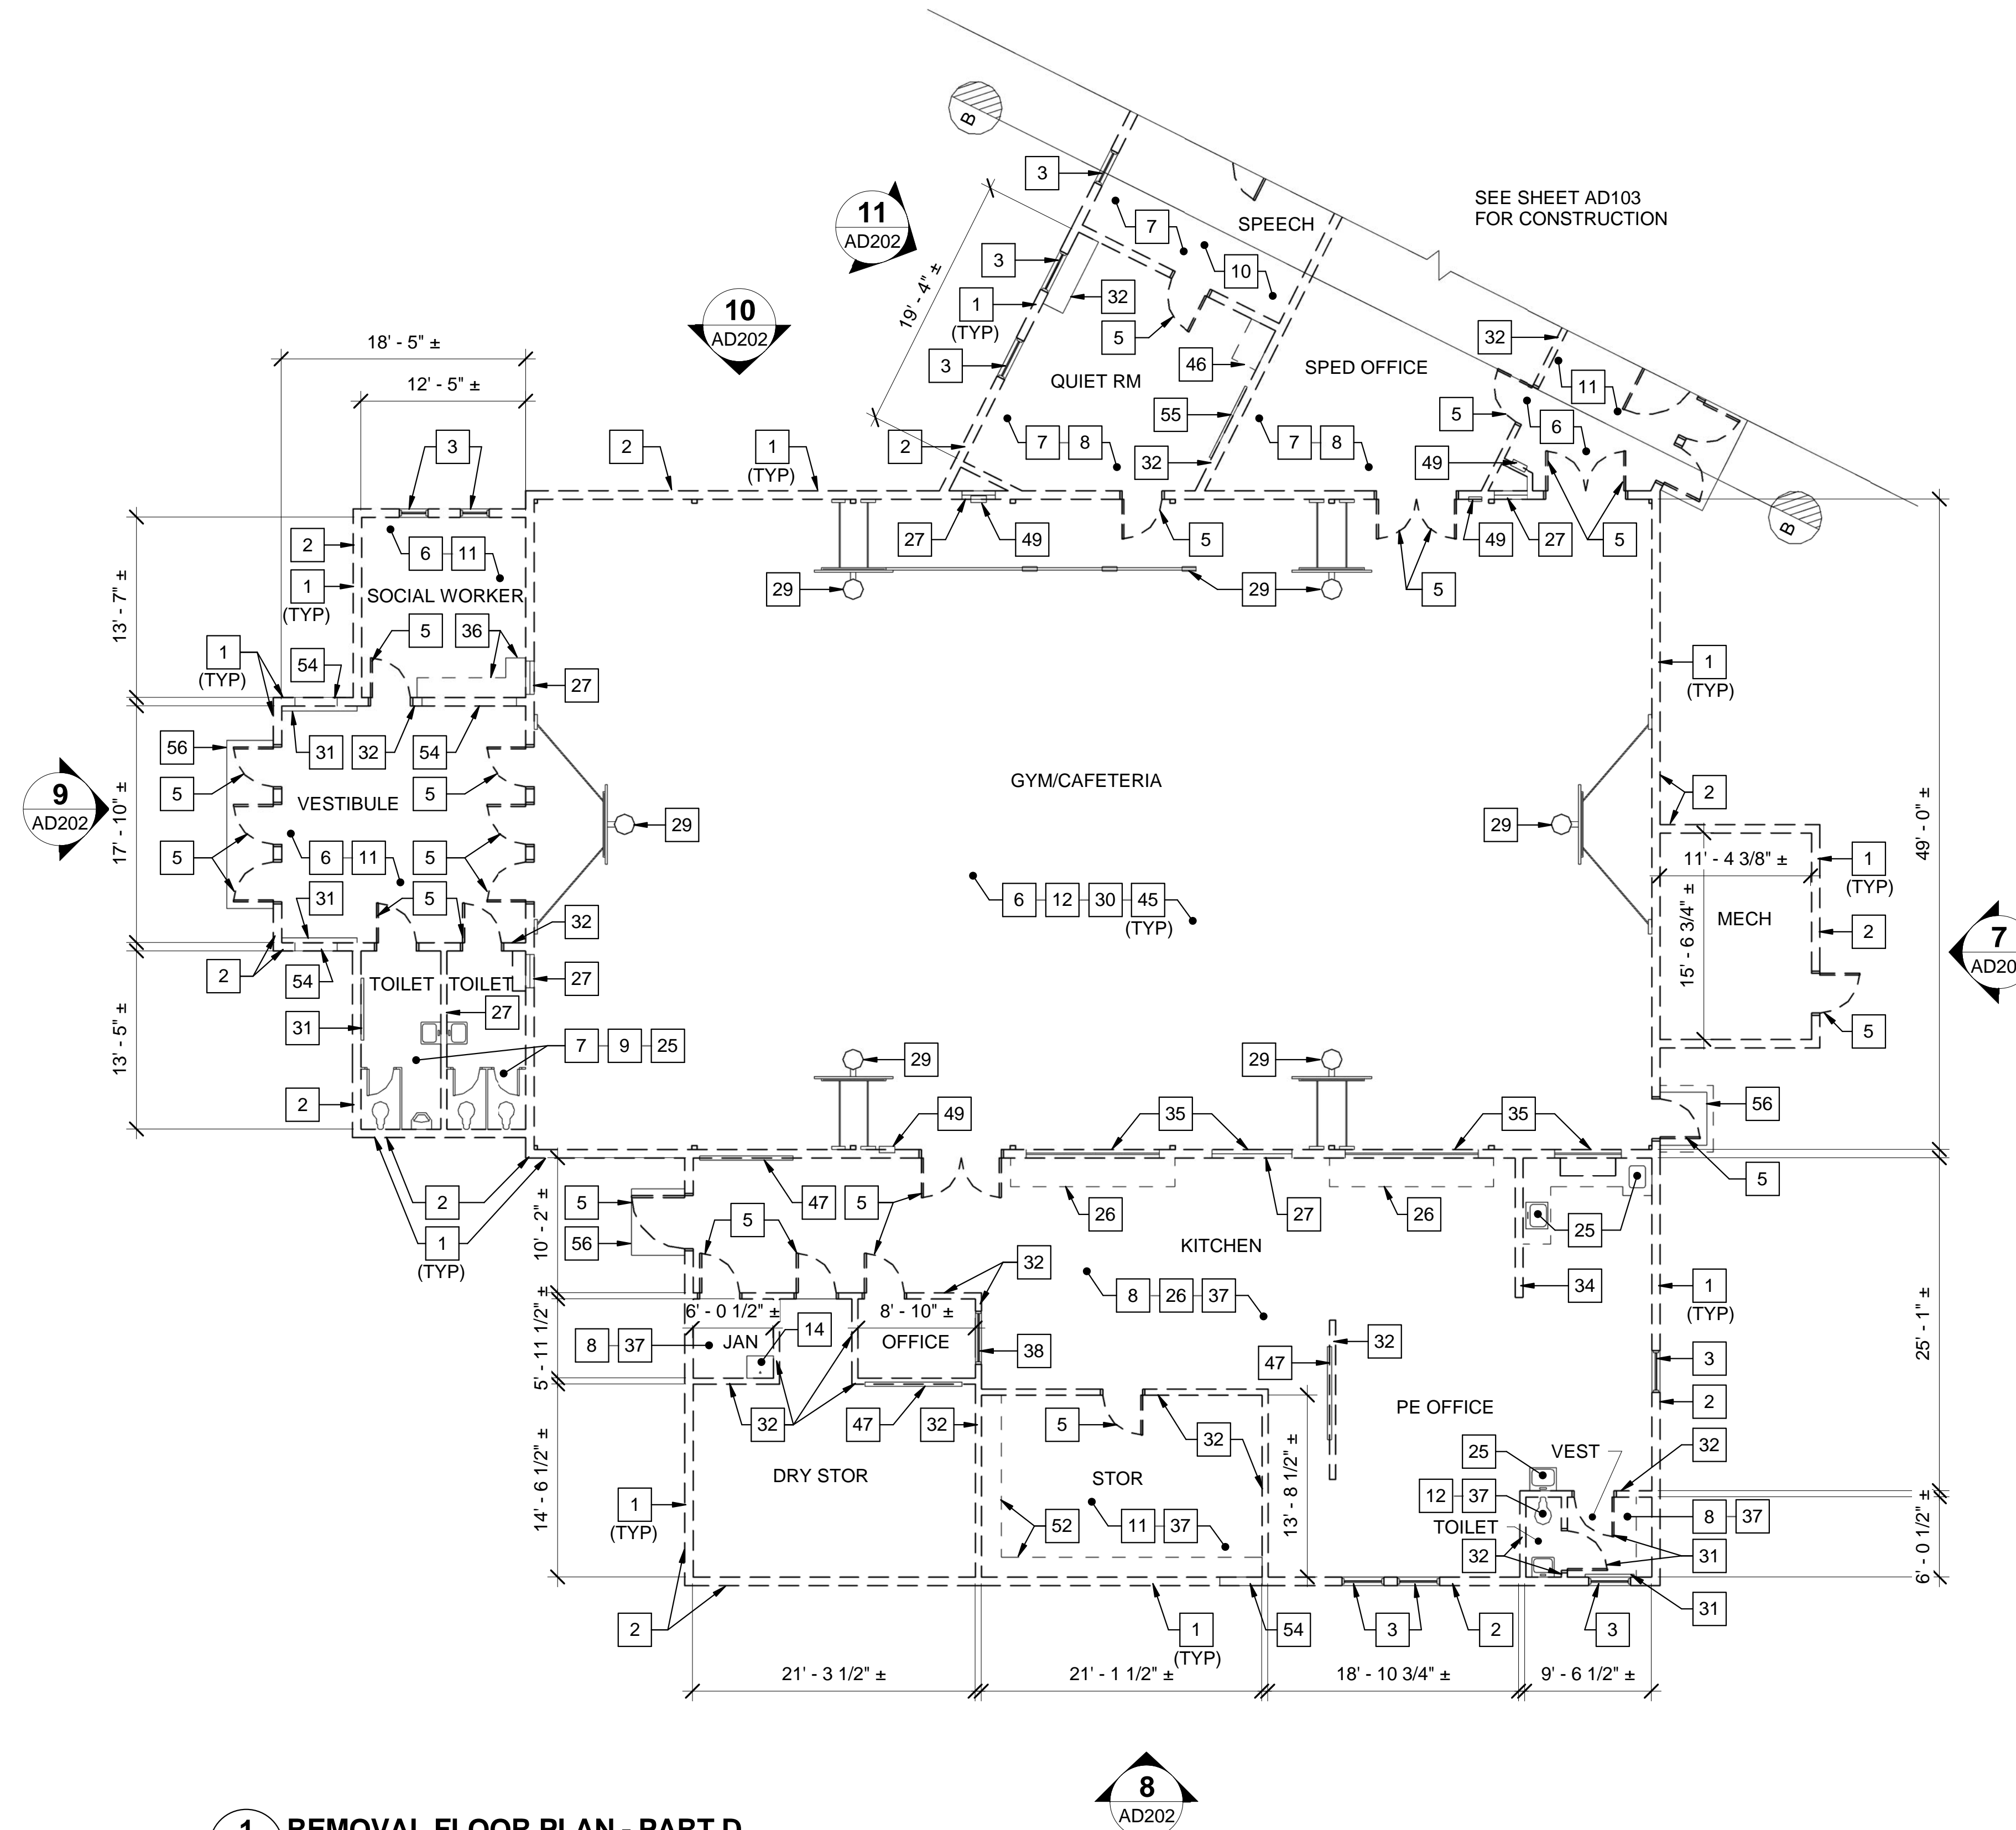 B
3
SEE SHEET AD103
FOR CONSTRUCTION
11
AD202
7
SPEECH
3
10
32
1
(TYP)
19' - 4" ±
10
AD202
5
32
18' - 5" ±
3
46
QUIET RM
SPED OFFICE
11
12' - 5" ±
55
5
6
3
2
1
(TYP)
2
7
8
32
7
8
49
B
2
6
11
27
49
5
49
27
5
1
(TYP)
SOCIAL WORKER
29
29
5
13' - 7" ±
5
36
1
(TYP)
54
1
(TYP)
27
56
31
32
54
GYM/CAFETERIA
9
AD202
5
5
2
VESTIBULE
29
29
17' - 10" ±
5
6
11
5
11' - 4 3/8" ±
1
(TYP)
49' - 0" ±
31
5
6
12
30
45
(TYP)
15' - 6 3/4" ±
MECH
32
2
7
AD20
2
54
TOILET
TOILET
27
31
27
5
7
9
25
29
29
13' - 5" ±
2
49
35
35
56
2
5
47
5
26
27
26
5
1
(TYP)
56
5
25
10' - 2" ±
KITCHEN
32
8
26
37
34
1
(TYP)
6' - 0 1/2" ±
8' - 10" ±
5' - 11 1/2" ±
8
37
JAN
14
OFFICE
38
47
32
3
25' - 1" ±
32
47
32
5
32
PE OFFICE
2
25
VEST
32
DRY STOR
STOR
14' - 6 1/2" ±
1
(TYP)
52
11
37
13' - 8 1/2" ±
12
37
TOILET
8
37
32
31
6' - 0 1/2" ±
2
1
(TYP)
54
3
2
3
31
21' - 3 1/2" ±
21' - 1 1/2" ±
18' - 10 3/4" ±
9' - 6 1/2" ±
8
AD202
1
REMOVAL FLOOR PLAN - PART D